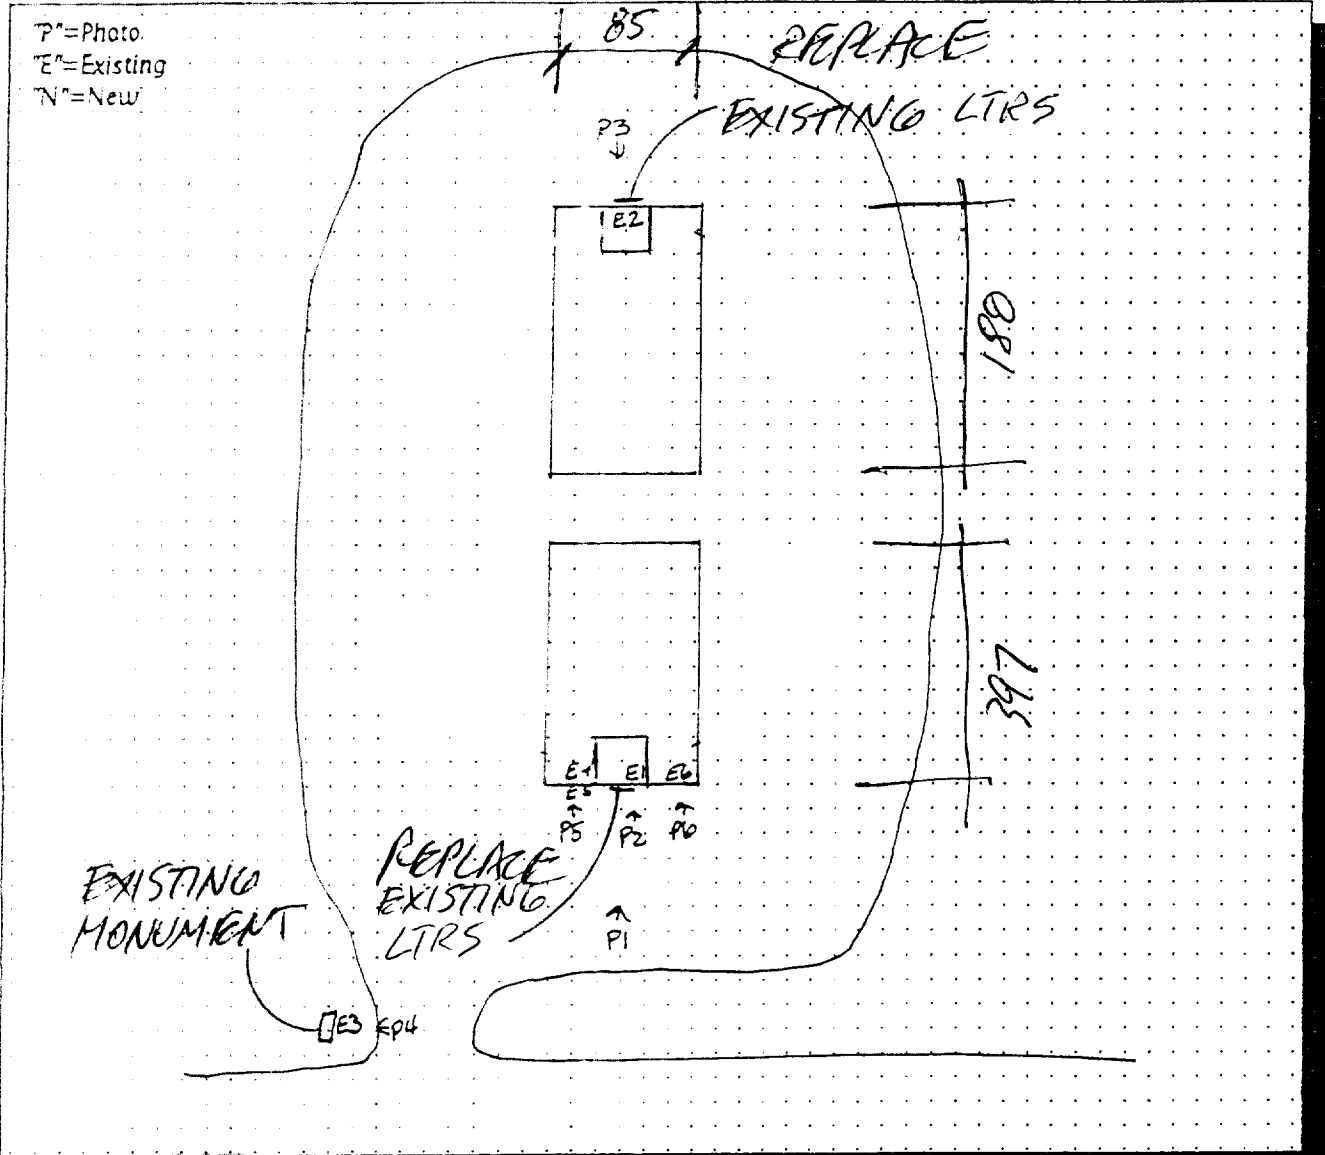 "P"=Photo
"E"=Existing
"N"=New
85
REPLACE
EXISTING LTRS
P3
E2
180
397
E4 E1 E6
E5
P5 P2 P6
REPLACE
EXISTING
LTRS
P1
EXISTING
MONUMENT
E3 P4